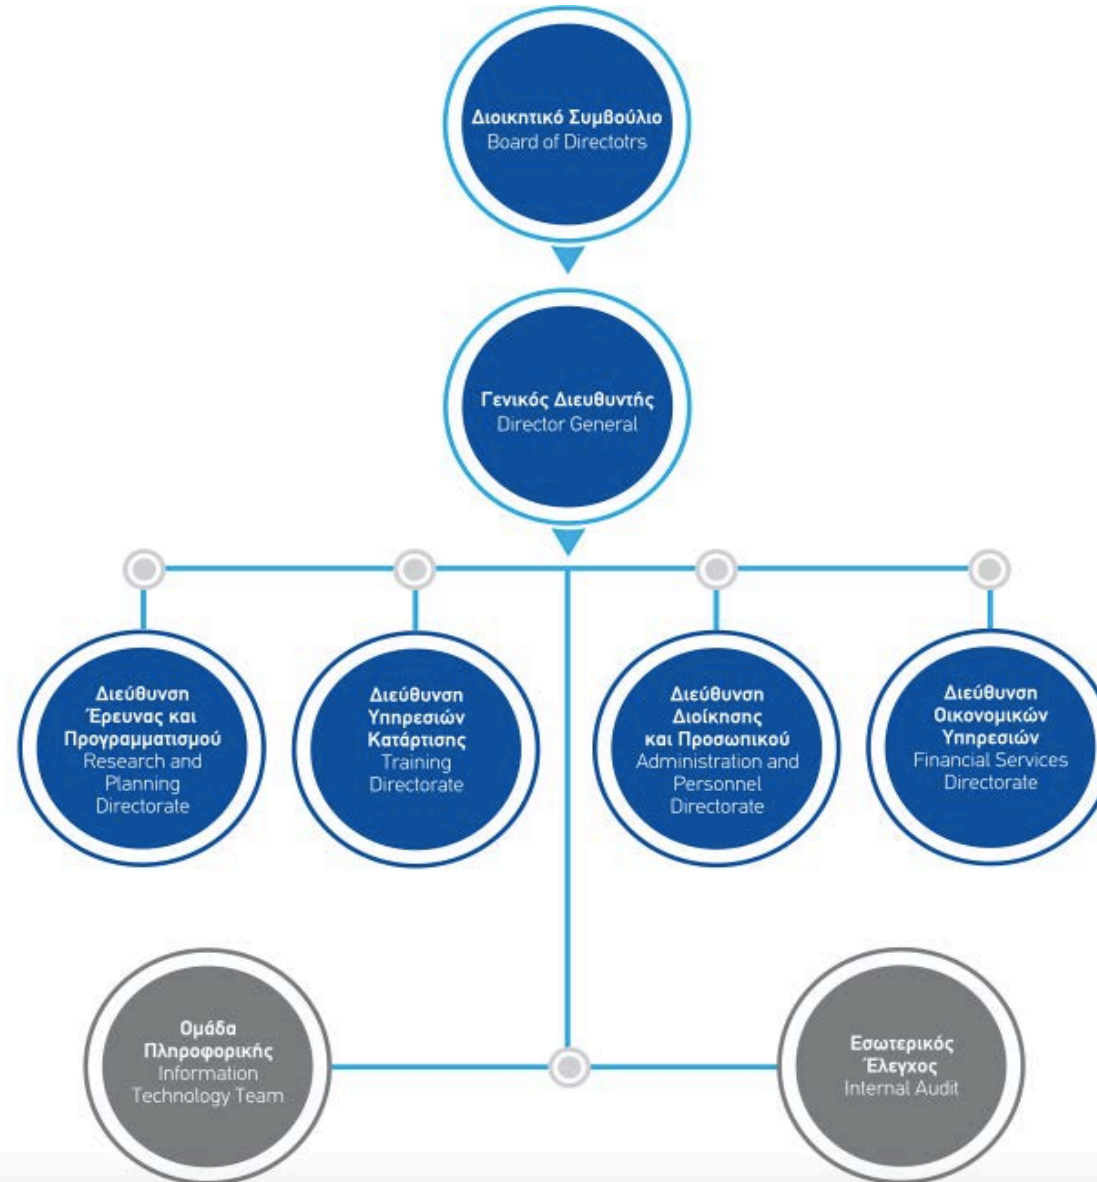 Διοικητικό Συμβούλιο
Board of Directotrs
Γενικός Διευθυντής
Director General
Διεύθυνση
Έρευνας και
Προγραμματισμού
Research and
Planning
Directorate
Διεύθυνση
Υπηρεσιών
Κατάρτισης
Training
Directorate
Διεύθυνση
Διοίκησης
και Προσωπικού
Administration and
Personnel
Directorate
Διεύθυνση
Οικονομικών
Υπηρεσιών
Financial Services
Directorate
Ομάδα
Πληροφορικής
Information
Technology Team
Εσωτερικός
Έλεγχος
Internal Audit